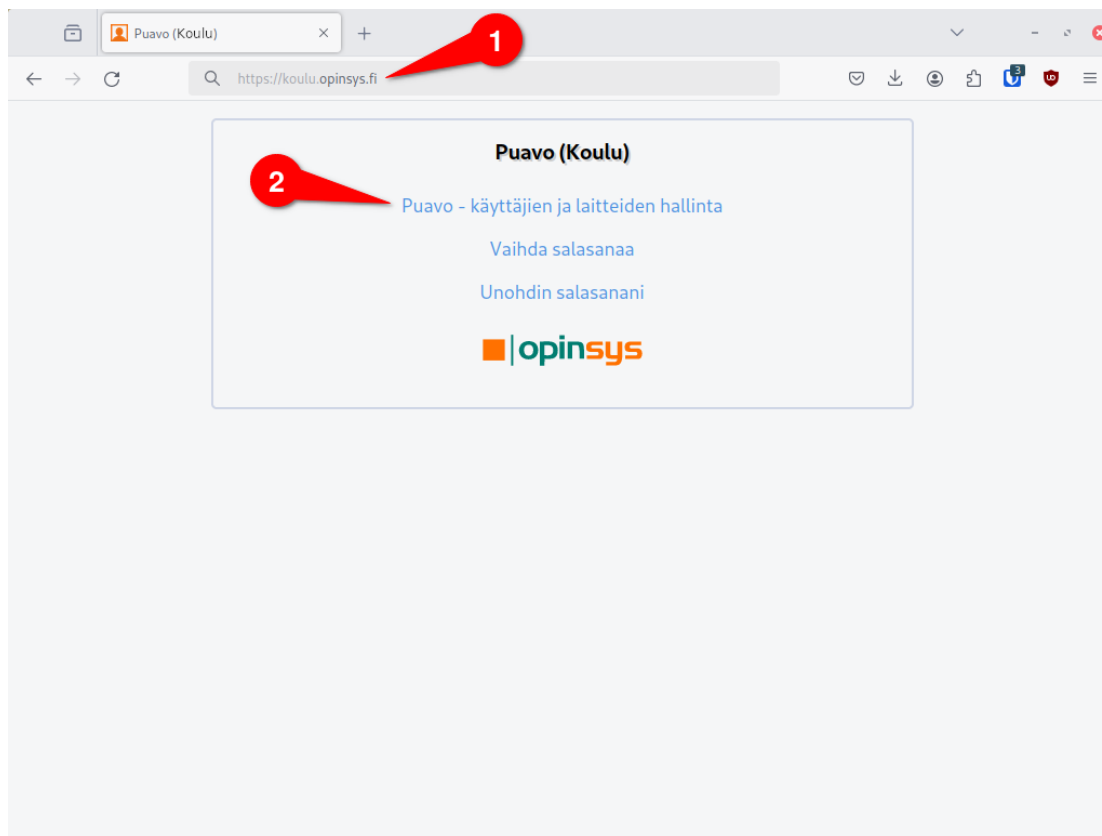 Puavo (Koulu)
1
https://koulu.opinsys.fi
3
Puavo (Koulu)
2
Puavo - käyttäjien ja laitteiden hallinta
Vaihda salasanaa
Unohdin salasanani
opinsys